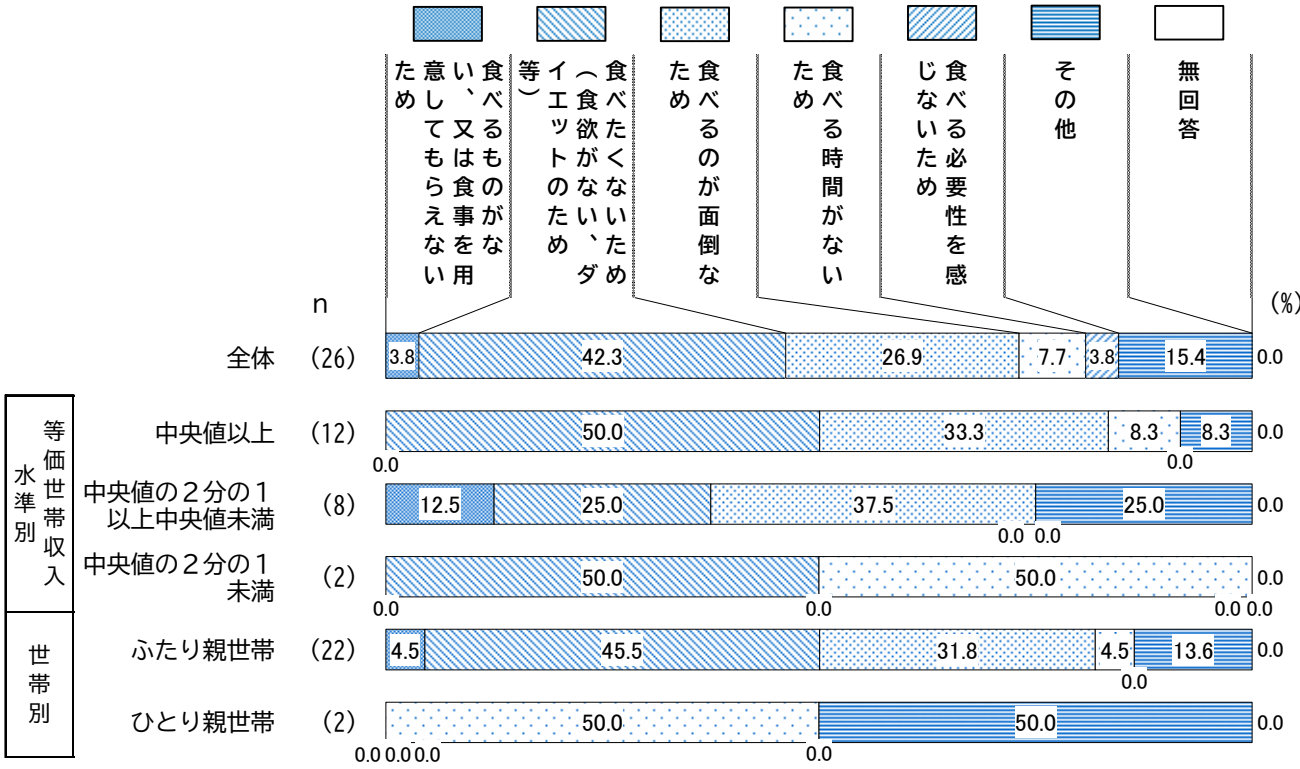 食べるものがな
い、又は食事を用
意してもらえない
ため
食べたくないため
（食欲がない、ダ
イエットのため
等）
食べるのが面倒な
ため
食べる時間がない
ため
食べる必要性を感
じないため
その他
無回答
n
(%)
全体 (26) 3.8 42.3 26.9 7.7 3.8 15.4 0.0
等価世帯収入
水準別
中央値以上 (12) 50.0 33.3 8.3 8.3 0.0
0.0 0.0
中央値の２分の１
以上中央値未満
(8) 12.5 25.0 37.5 25.0 0.0
0.0 0.0
中央値の２分の１
未満
(2) 50.0 50.0 0.0
0.0 0.0 0.0 0.0
世帯別
ふたり親世帯 (22) 4.5 45.5 31.8 4.5 13.6 0.0
0.0
ひとり親世帯 (2) 50.0 50.0 0.0
0.0 0.0 0.0 0.0